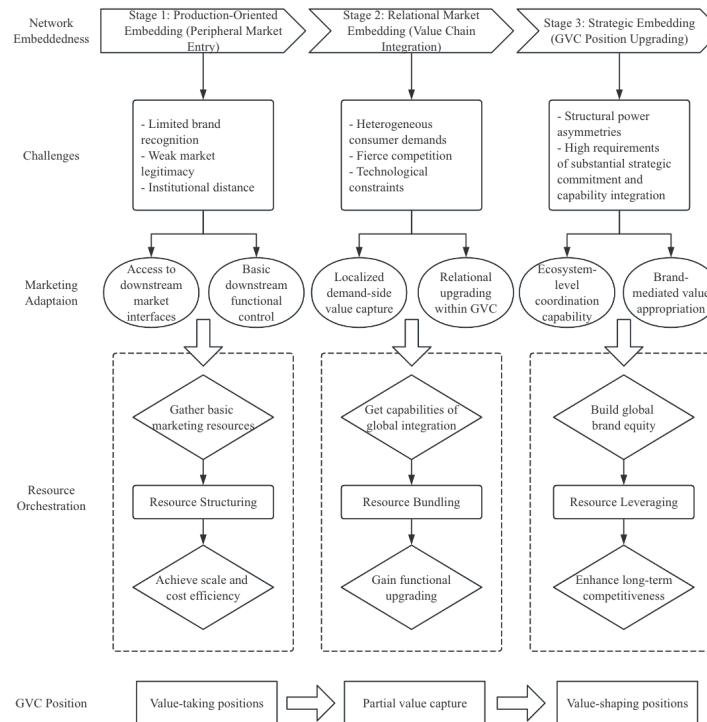 Network
Embeddedness
Stage 1: Production-Oriented
Embedding (Peripheral Market
Entry)
Stage 2: Relational Market
Embedding (Value Chain
Integration)
Stage 3: Strategic Embedding
(GVC Position Upgrading)
Challenges
- Limited brand
recognition
- Weak market
legitimacy
- Institutional distance
- Heterogeneous
consumer demands
- Fierce competition
- Technological
constraints
- Structural power
asymmetries
- High requirements
of substantial strategic
commitment and
capability integration
Marketing
Adaptaion
Access to
downstream
market
interfaces
Basic
downstream
functional
control
Localized
demand-side
value capture
Relational
upgrading
within GVC
Ecosystem-
level
coordination
capability
Brand-
mediated value
appropriation
Resource
Orchestration
Gather basic
marketing resources
Get capabilities of
global integration
Build global
brand equity
Resource Structuring
Resource Bundling
Resource Leveraging
Achieve scale and
cost efficiency
Gain functional
upgrading
Enhance long-term
competitiveness
GVC Position
Value-taking positions
Partial value capture
Value-shaping positions